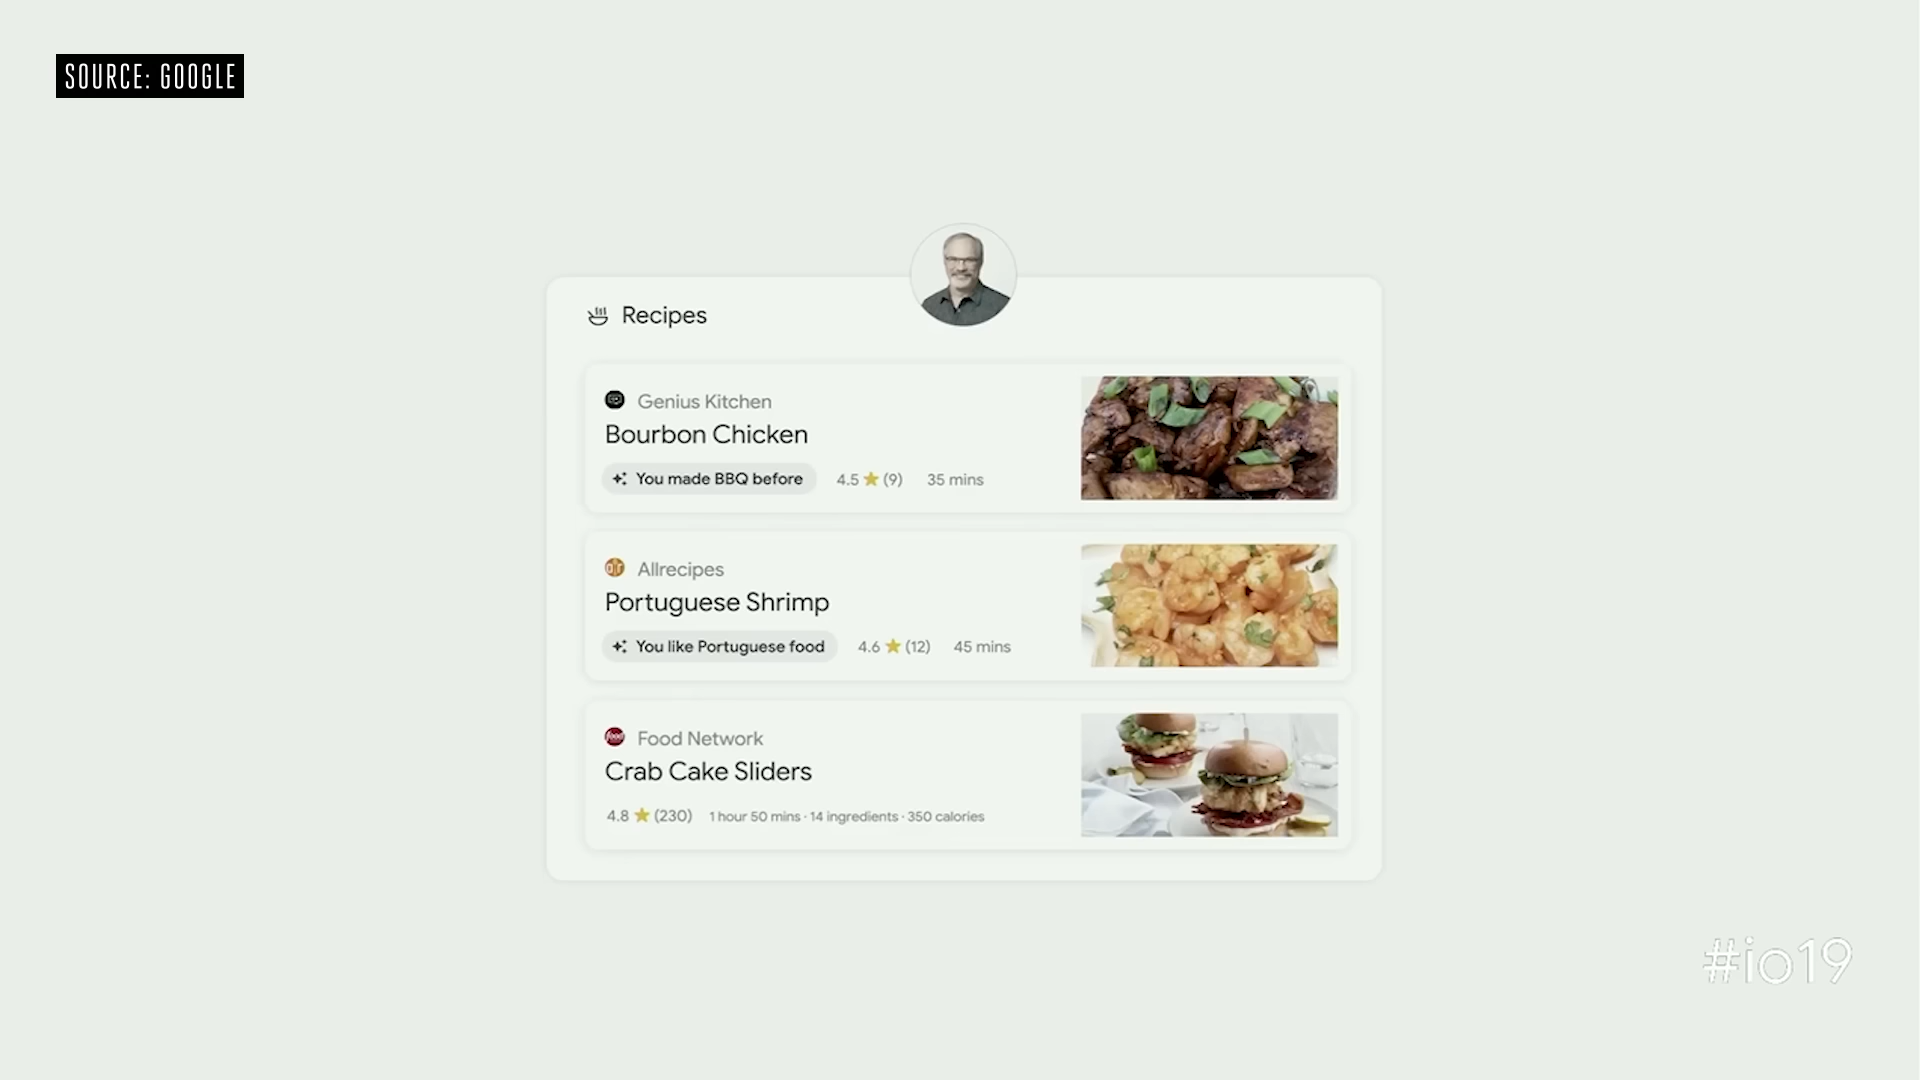 SOURCE: GOOGLE
Recipes
Genius Kitchen
Bourbon Chicken
You made BBQ before 4.5 (9) 35 mins
Allrecipes
Portuguese Shrimp
You like Portuguese food 4.6 (12) 45 mins
Food Network
Crab Cake Sliders
4.8 (230) 1 hour 50 mins · 14 ingredients · 350 calories
#io19